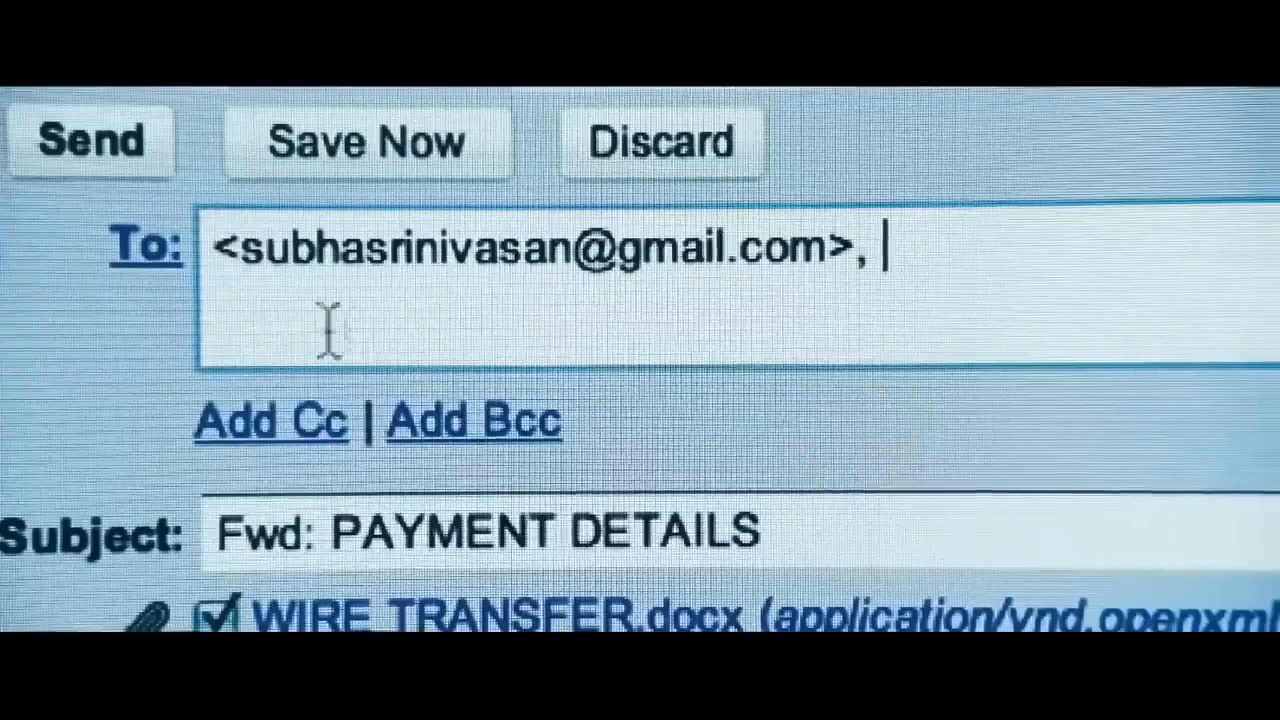 Send Save Now Discard
To: <subhasrinivasan@gmail.com>,
Add Cc | Add Bcc
Subject: Fwd: PAYMENT DETAILS
WIRE TRANSFER.docx (application/vnd.openxml